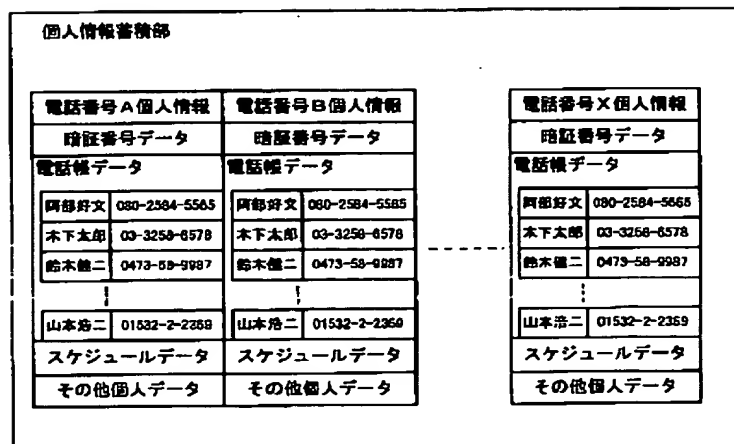 個人情報蓄積部
電話番号A個人情報
暗証番号データ
電話帳データ
阿部好文 080-2584-5565
木下太郎 03-3258-6578
鈴木健二 0473-58-9987
山本浩二 01532-2-2369
スケジュールデータ
その他個人データ
電話番号B個人情報
暗証番号データ
電話帳データ
阿部好文 080-2584-5565
木下太郎 03-3258-6578
鈴木健二 0473-58-9987
山本浩二 01532-2-2369
スケジュールデータ
その他個人データ
電話番号X個人情報
暗証番号データ
電話帳データ
阿部好文
木下太郎 03-3258-6578
鈴木健二 0473-58-9987
山本浩二 01532-2-2369
スケジュールデータ
その他個人データ